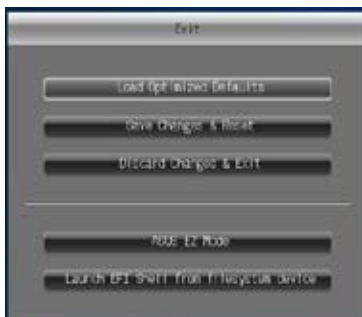 Exit
Load Optimized Defaults
Save Changes & Reset
Discard Changes & Exit
ASUS EZ Mode
Launch EFI Shell from filesystem device